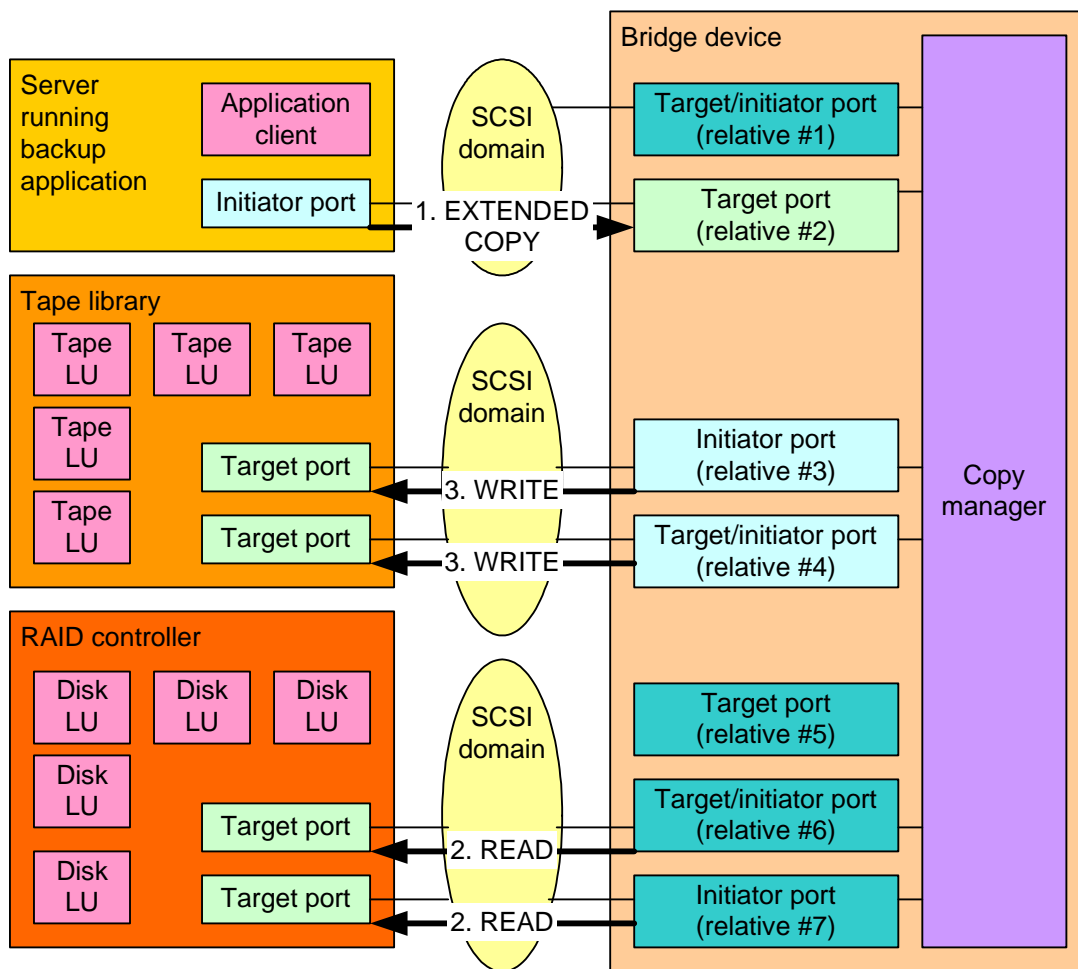 Bridge device
Server
running
backup
application
Application
client
Initiator port
SCSI
domain
1. EXTENDED
COPY
Target/initiator port
(relative #1)
Target port
(relative #2)
Tape library
Tape
LU
Tape
LU
Tape
LU
Tape
LU
Tape
LU
Target port
Target port
SCSI
domain
3. WRITE
3. WRITE
Initiator port
(relative #3)
Target/initiator port
(relative #4)
Copy
manager
RAID controller
Disk
LU
Disk
LU
Disk
LU
Disk
LU
Disk
LU
Target port
Target port
SCSI
domain
2. READ
2. READ
Target port
(relative #5)
Target/initiator port
(relative #6)
Initiator port
(relative #7)